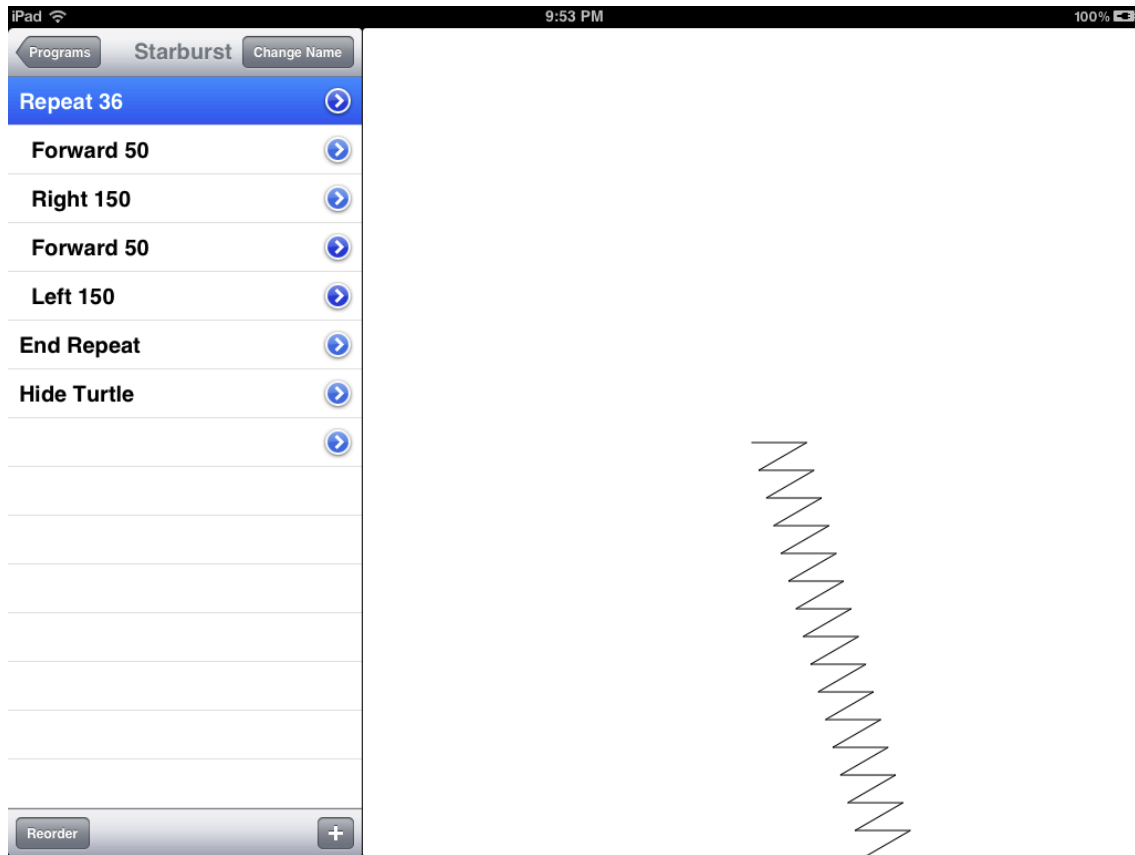 iPad 9:53 PM 100%
Programs Starburst Change Name
Repeat 36
Forward 50
Right 150
Forward 50
Left 150
End Repeat
Hide Turtle
Reorder +